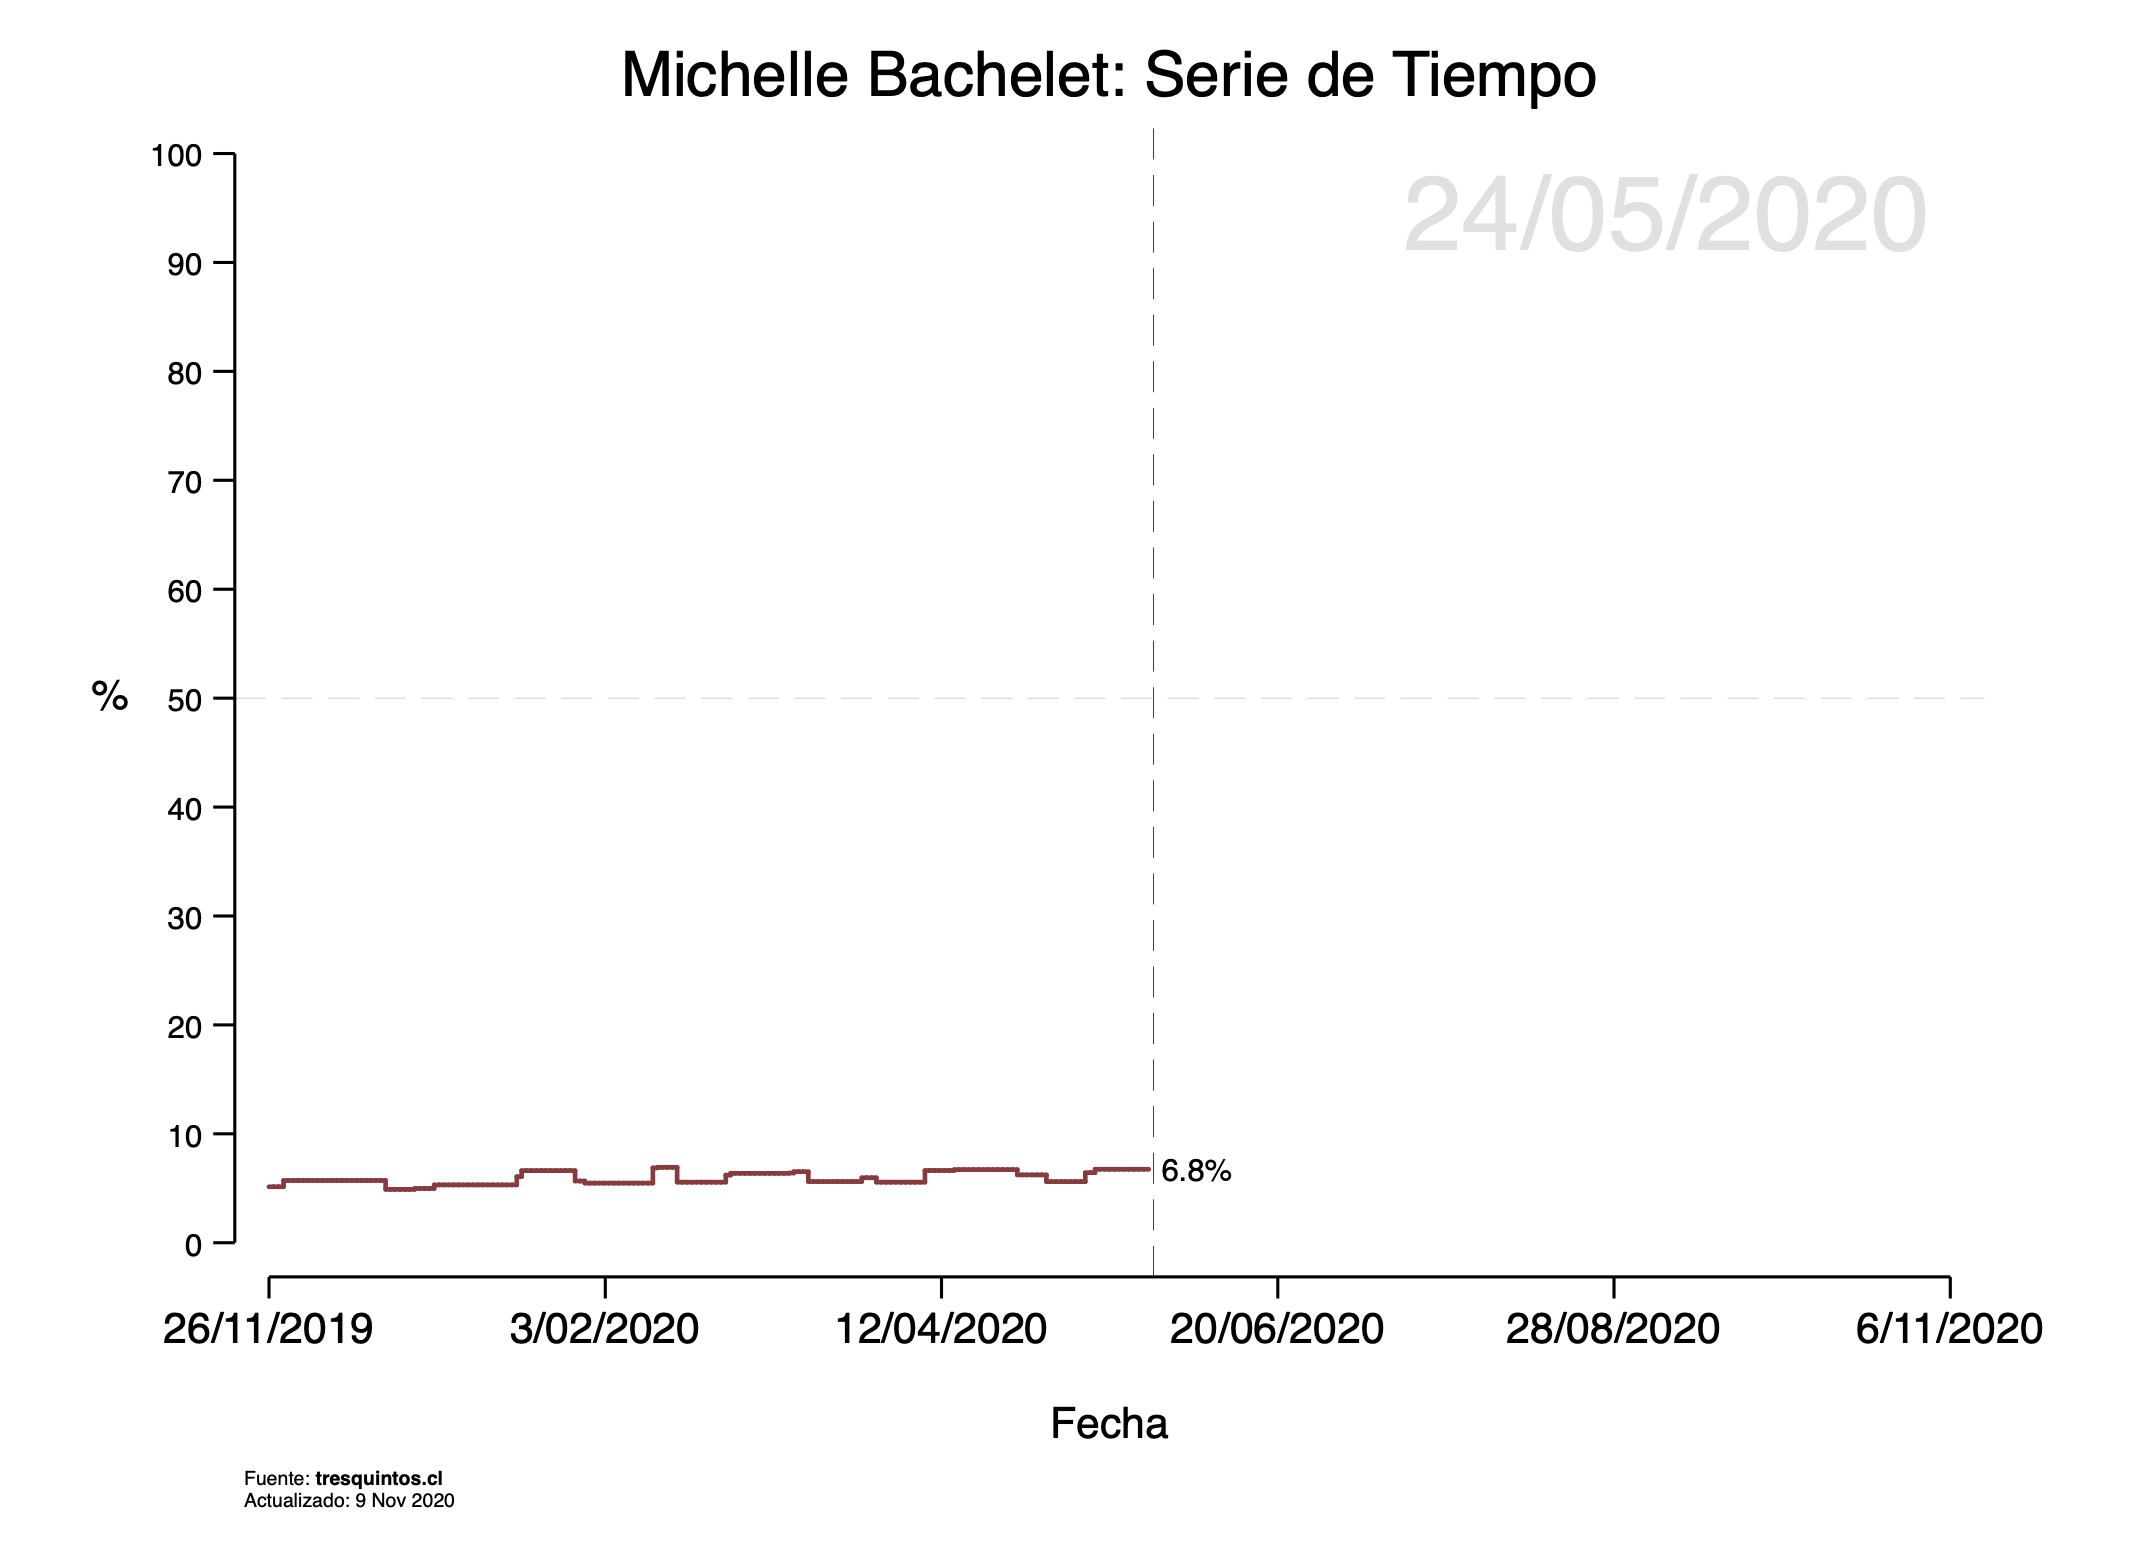 Michelle Bachelet: Serie de Tiempo
24/05/2020
100
90
80
70
60
50
40
30
20
10
0
%
6.8%
26/11/2019 3/02/2020 12/04/2020 20/06/2020 28/08/2020 6/11/2020
Fecha
Fuente: tresquintos.cl
Actualizado: 9 Nov 2020